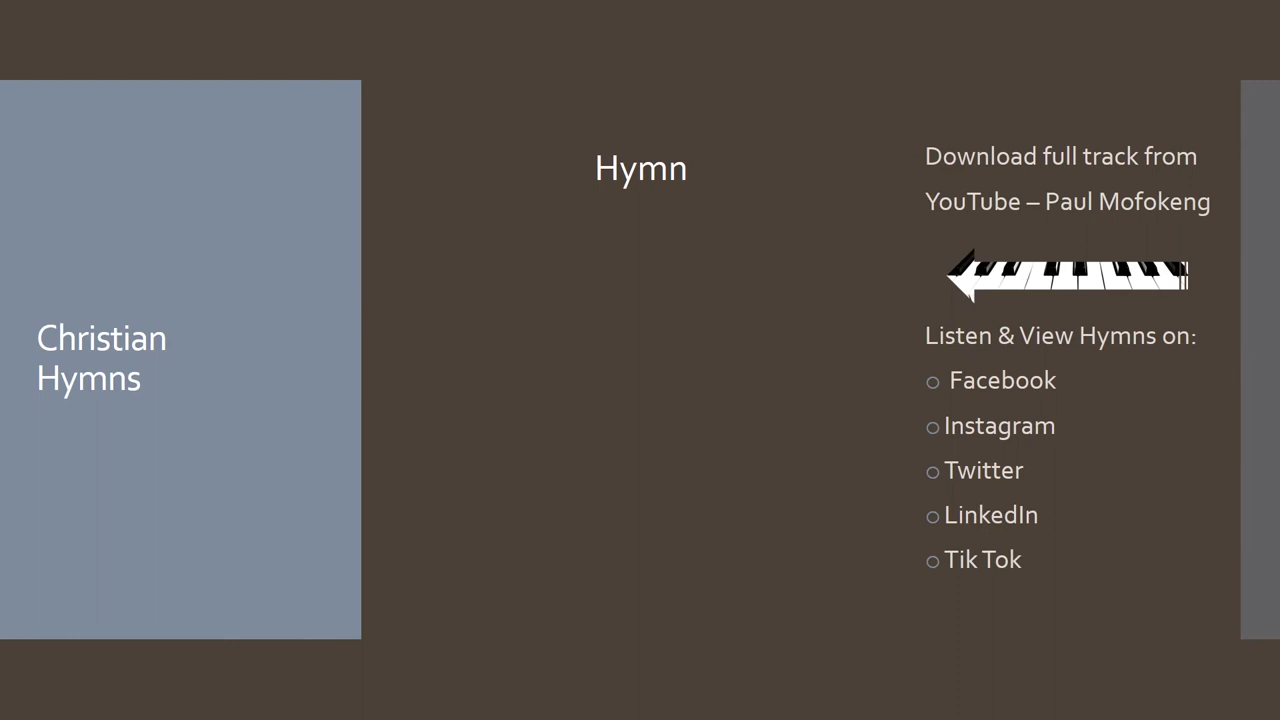 Christian
Hymns
Hymn
Download full track from
YouTube – Paul Mofokeng
Listen & View Hymns on:
Facebook
Instagram
Twitter
LinkedIn
Tik Tok